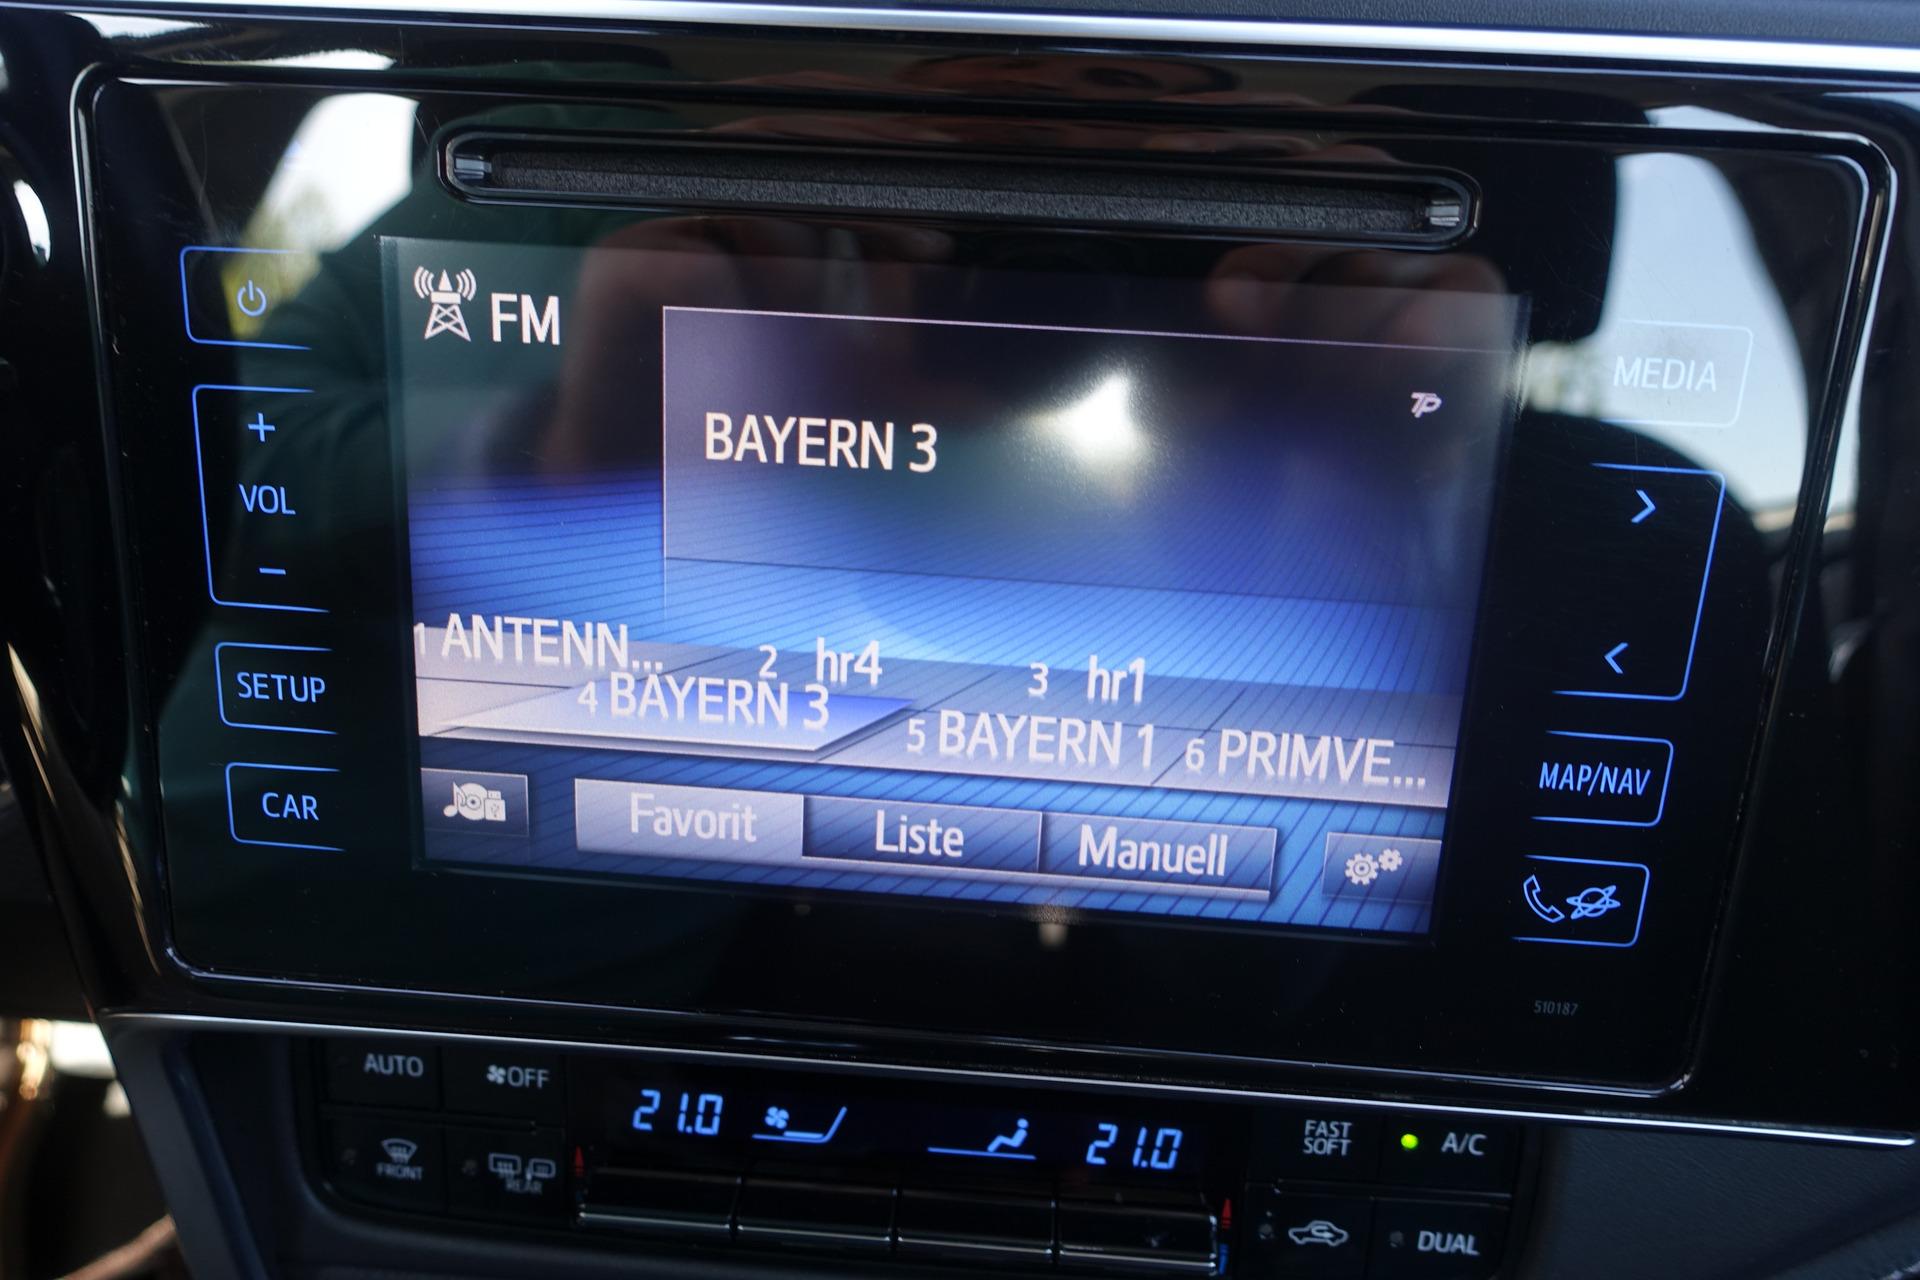 FM
BAYERN 3
TP
1 ANTENN...
2 hr4
3 hr1
4 BAYERN 3
5 BAYERN 1
6 PRIMVE...
Favorit
Liste
Manuell
+
VOL
−
SETUP
CAR
MEDIA
>
<
MAP/NAV
510187
AUTO
OFF
21.0
21.0
FAST
SOFT
A/C
FRONT
REAR
DUAL